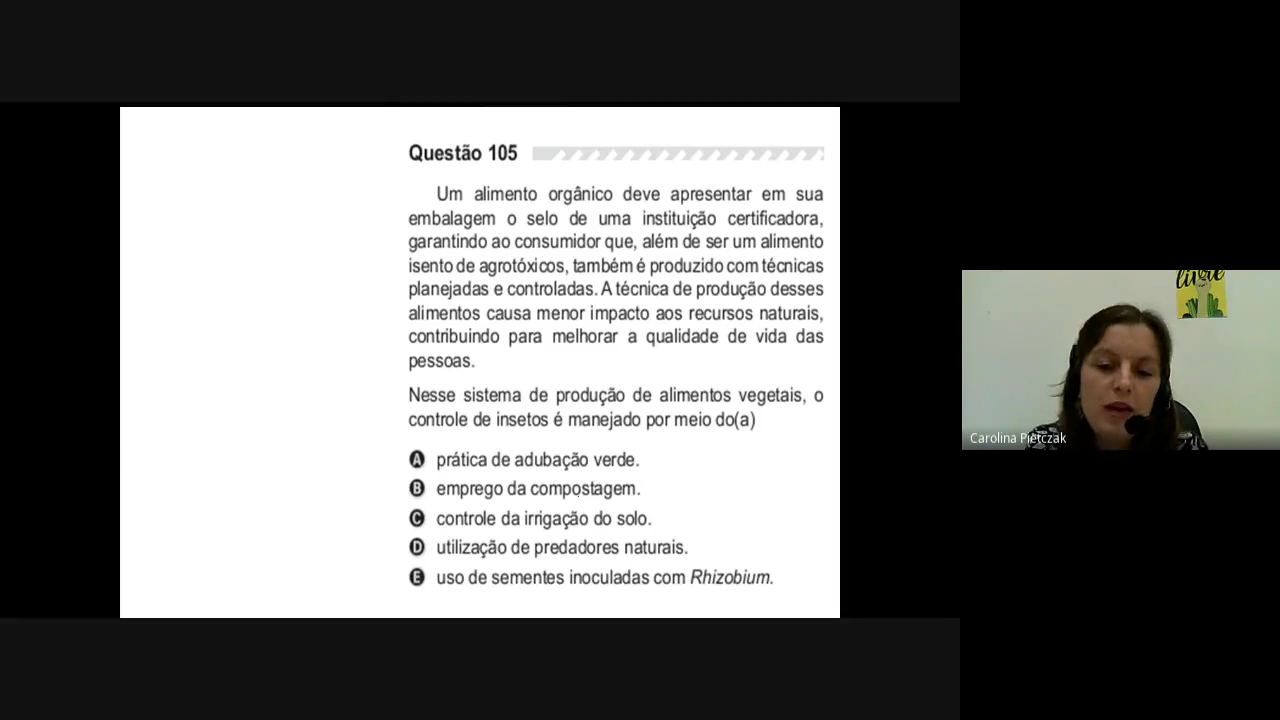 Questão 105
Um alimento orgânico deve apresentar em sua
embalagem o selo de uma instituição certificadora,
garantindo ao consumidor que, além de ser um alimento
isento de agrotóxicos, também é produzido com técnicas
planejadas e controladas. A técnica de produção desses
alimentos causa menor impacto aos recursos naturais,
contribuindo para melhorar a qualidade de vida das
pessoas.
Nesse sistema de produção de alimentos vegetais, o
controle de insetos é manejado por meio do(a)
A prática de adubação verde.
B emprego da compostagem.
C controle da irrigação do solo.
D utilização de predadores naturais.
E uso de sementes inoculadas com Rhizobium.
livre
Carolina Pietczak